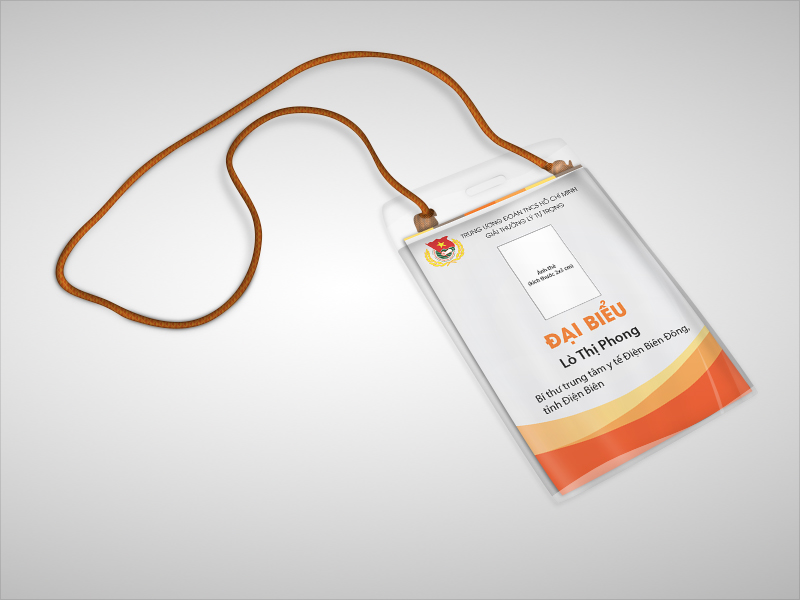 TRUNG ƯƠNG ĐOÀN TNCS HỒ CHÍ MINH
GIẢI THƯỞNG LÝ TỰ TRỌNG
Ảnh thẻ
(kích thước 2x3 cm)
ĐẠI BIỂU
Lò Thị Phong
Bí thư trung tâm y tế Điện Biên Đông,
tỉnh Điện Biên